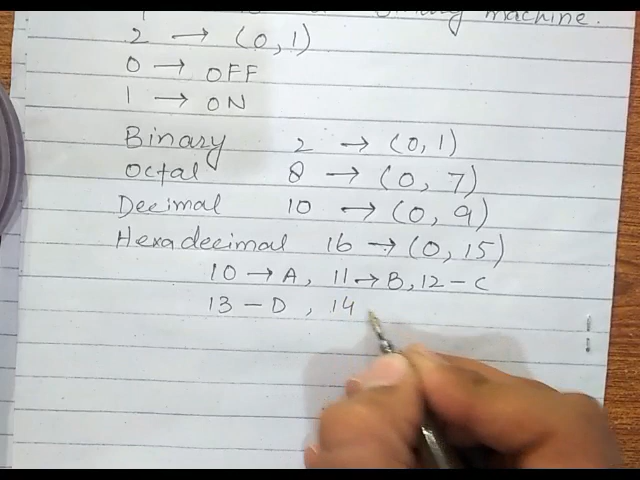 machine.
2 → (0, 1)
0 → OFF
1 → ON
Binary 2 → (0, 1)
Octal 8 → (0, 7)
Decimal 10 → (0, 9)
Hexadecimal 16 → (0, 15)
10 → A, 11 → B, 12 - C
13 - D, 14